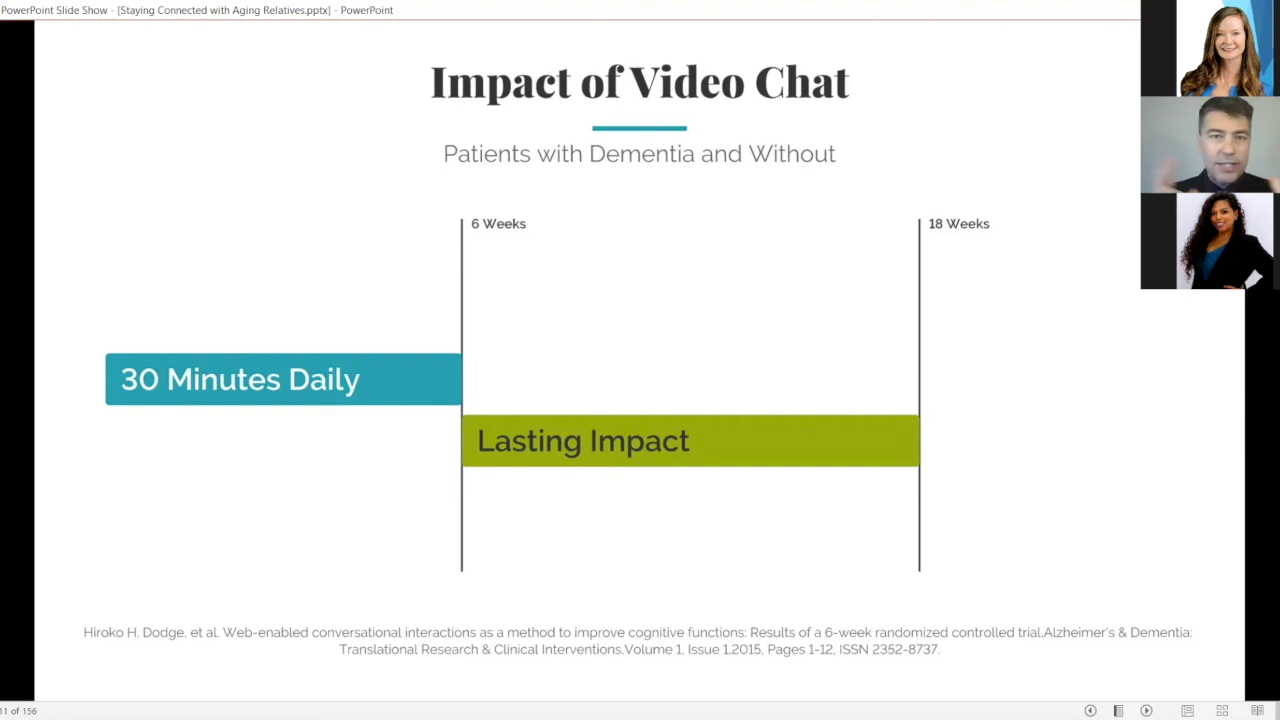 PowerPoint Slide Show - [Staying Connected with Aging Relatives.pptx] - PowerPoint
Impact of Video Chat
Patients with Dementia and Without
6 Weeks
18 Weeks
30 Minutes Daily
Lasting Impact
Hiroko H. Dodge, et al. Web-enabled conversational interactions as a method to improve cognitive functions: Results of a 6-week randomized controlled trial,Alzheimer's & Dementia:
Translational Research & Clinical Interventions,Volume 1, Issue 1,2015, Pages 1-12, ISSN 2352-8737.
11 of 156